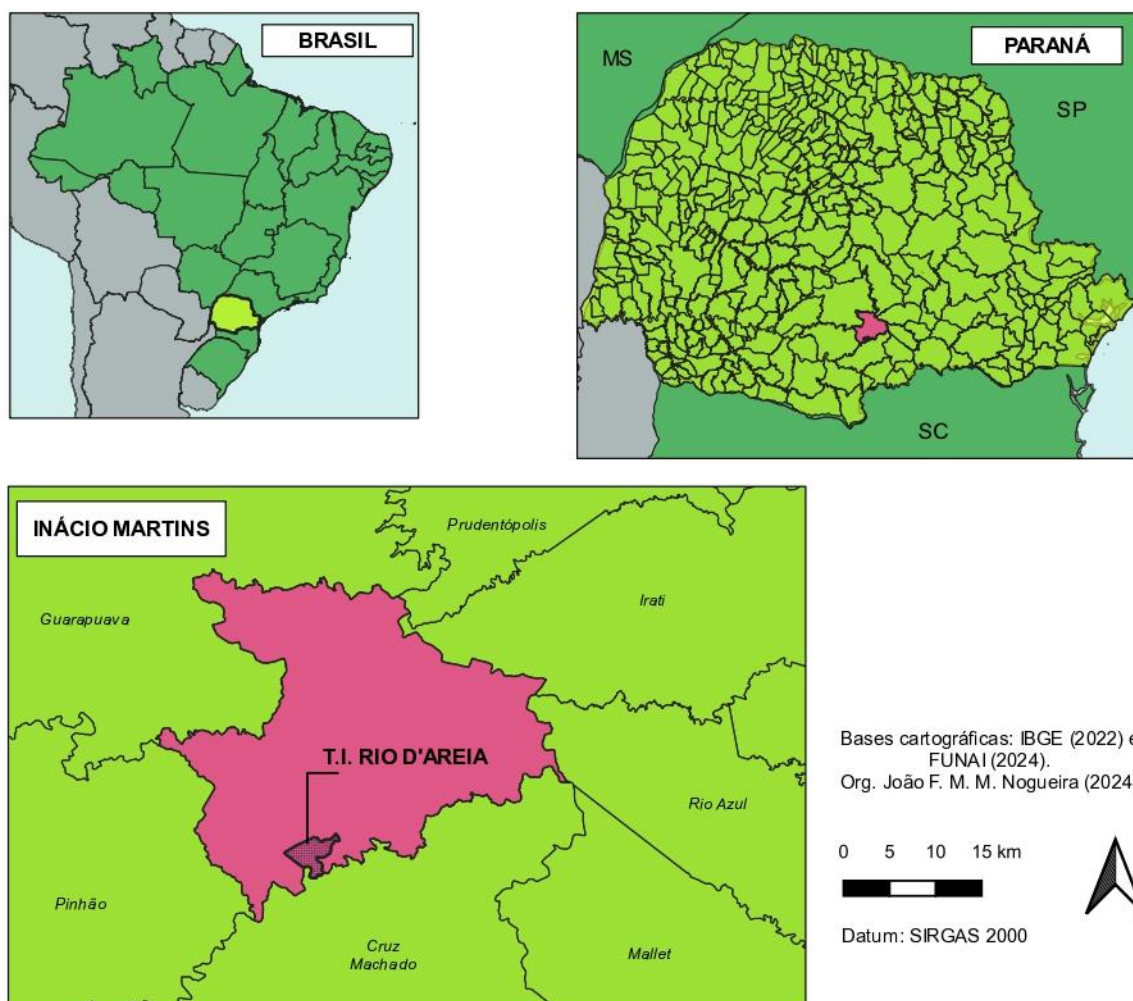 BRASIL
PARANÁ
MS
SP
SC
INÁCIO MARTINS
Prudentópolis
Guarapuava
Irati
T.I. RIO D'AREIA
Rio Azul
Pinhão
Cruz
Machado
Mallet
Bases cartográficas: IBGE (2022) e
FUNAI (2024).
Org. João F. M. M. Nogueira (2024
0 5 10 15 km
Datum: SIRGAS 2000